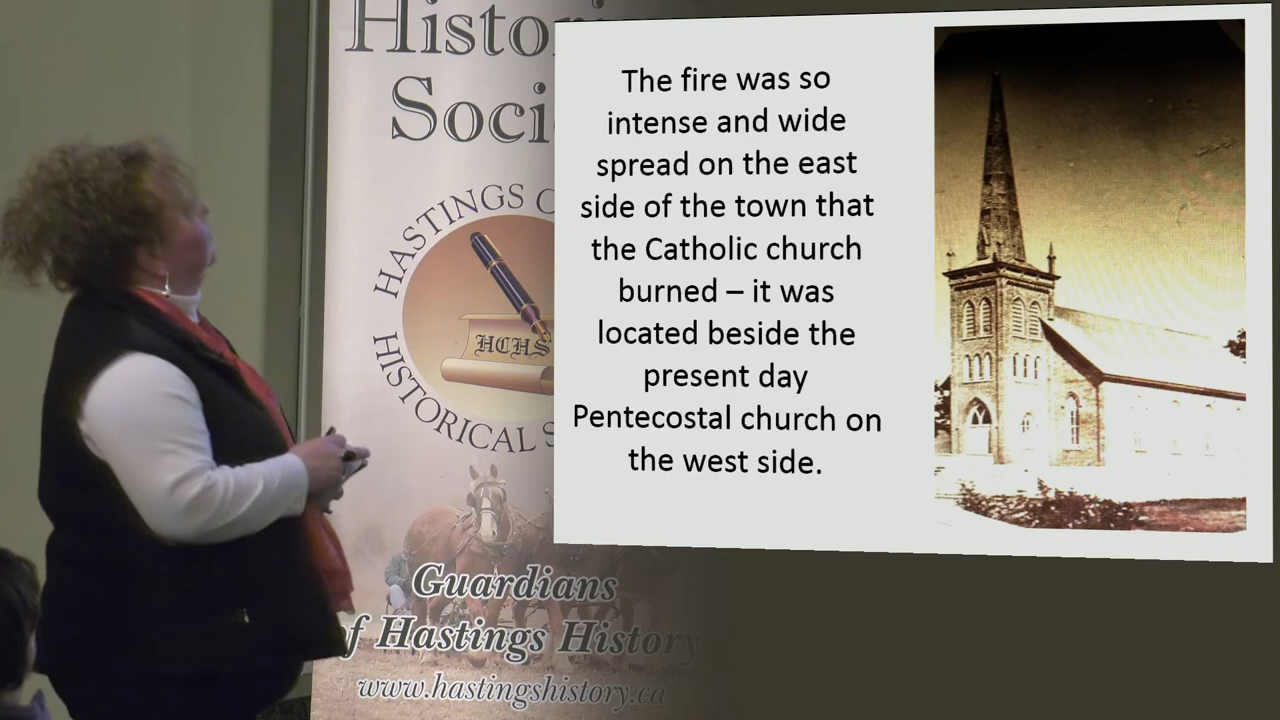 Histori
Soci
HASTINGS C
HISTORICAL S
HCHS
Guardians
of Hastings History
www.hastingshistory.ca
The fire was so
intense and wide
spread on the east
side of the town that
the Catholic church
burned – it was
located beside the
present day
Pentecostal church on
the west side.